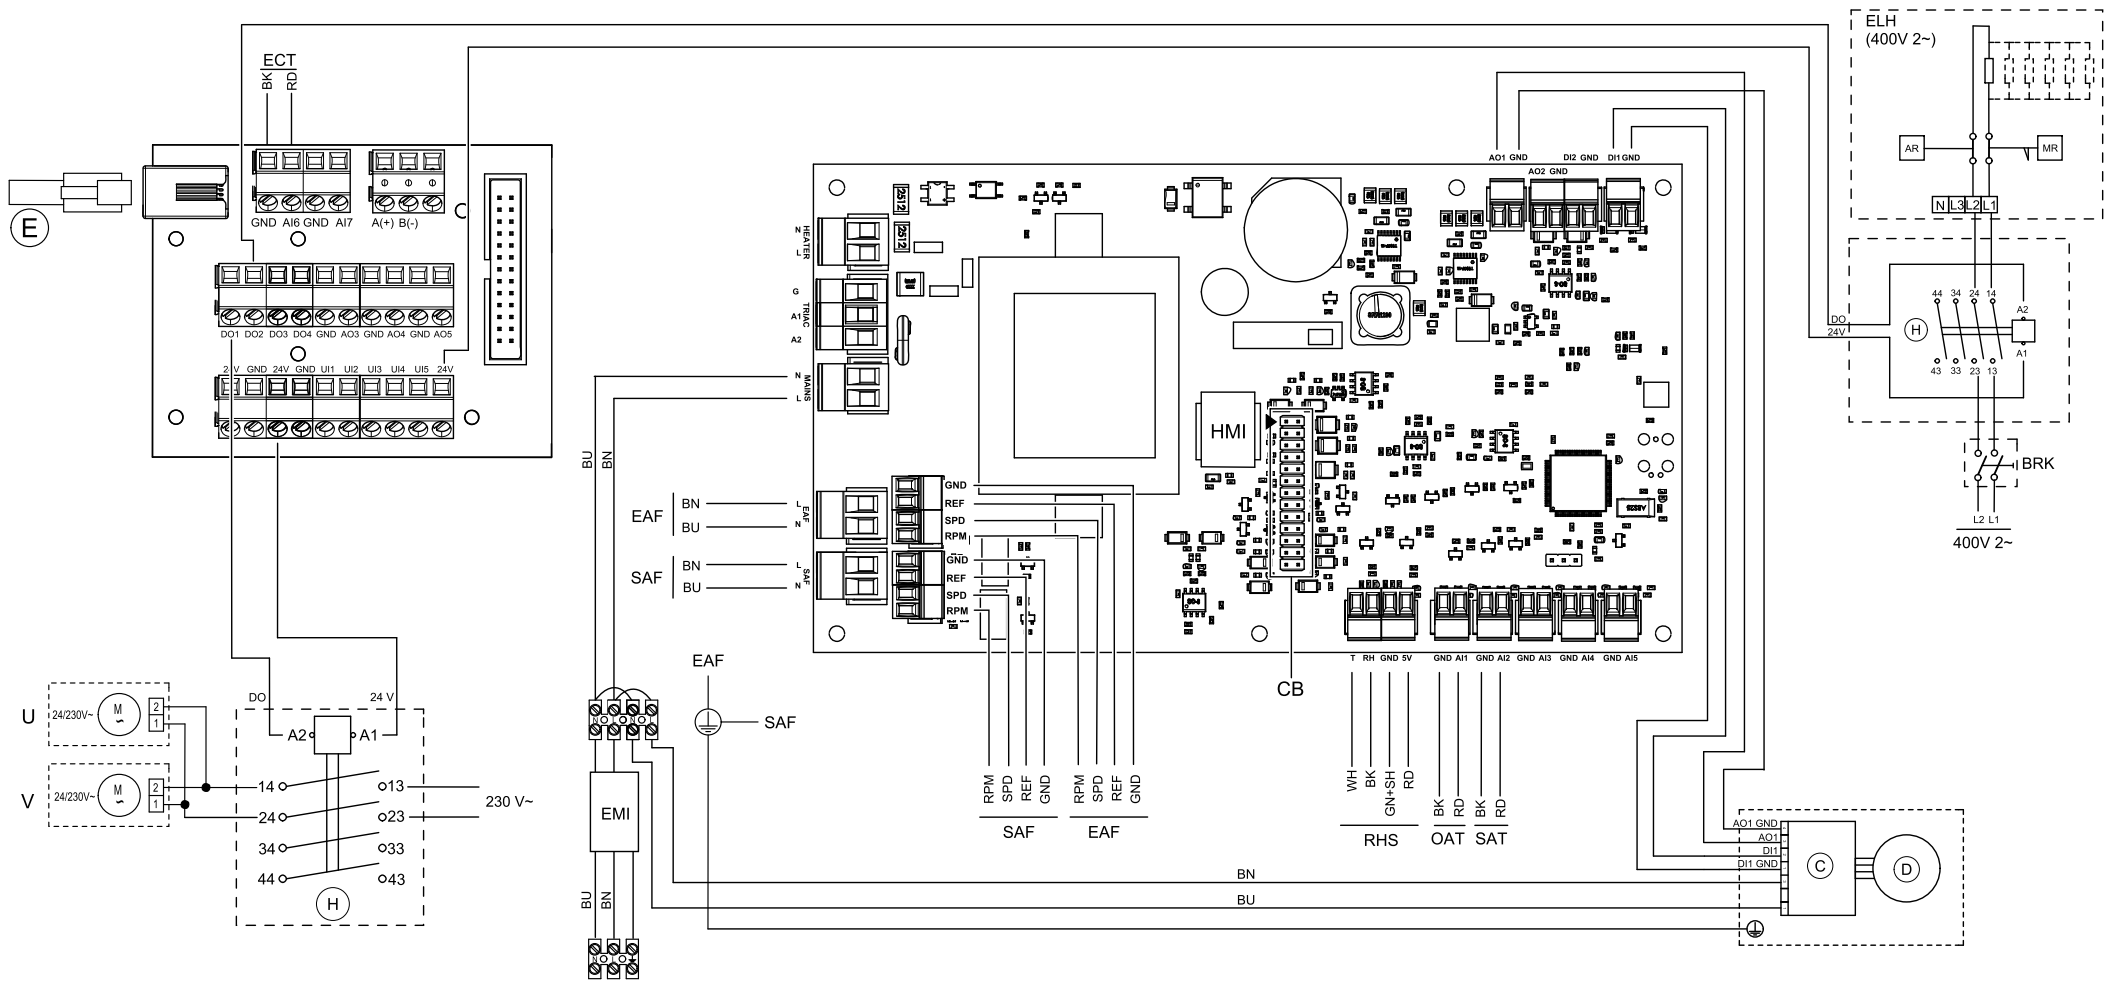 ECT
BK RD
E
GND AI6 GND AI7 A(+) B(-)
DO1 DO2 DO3 DO4 GND AO3 GND AO4 GND AO5
24V GND 24V GND UI1 UI2 UI3 UI4 UI5 24V
N HEATER L
G
A1 TRIAC
A2
N MAINS L
2512
2512
HMI
AO1 GND
AO2 GND
DI2 GND
DI1 GND
ELH
(400V 2~)
AR
MR
N L3 L2 L1
DO
24V
44 34 24 14
H
A2
A1
43 33 23 13
BRK
L2 L1
400V 2~
BU BN
EAF
BN L EAF
BU N
SAF
BN L SAF
BU N
GND
REF
SPD
RPM
GND
REF
SPD
RPM
CB
T RH GND 5V GND AI1 GND AI2 GND AI3 GND AI4 GND AI5
WH BK GN+SH RD
RHS
BK RD
OAT
BK RD
SAT
RPM SPD REF GND
SAF
RPM SPD REF GND
EAF
EAF
SAF
U
24/230V~ M ~ 2 1
V
24/230V~ M ~ 2 1
DO 24 V
A2 A1
14 13
24 23
34 33
44 43
H
230 V~
EMI
BU BN
BN
BU
AO1 GND
AO1
DI1
DI1 GND
C
D